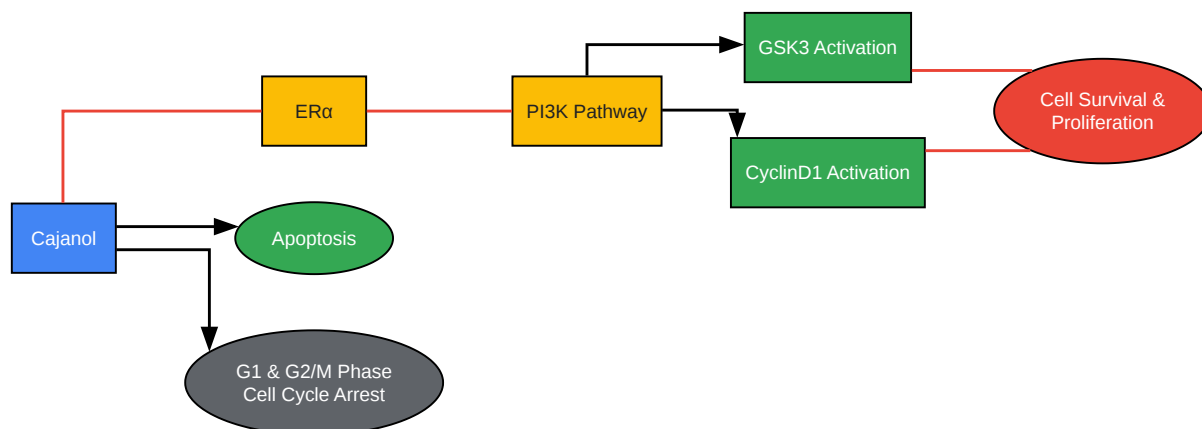 GSK3 Activation
Cell Survival &
Proliferation
ERα
PI3K Pathway
CyclinD1 Activation
Cajanol
Apoptosis
G1 & G2/M Phase
Cell Cycle Arrest